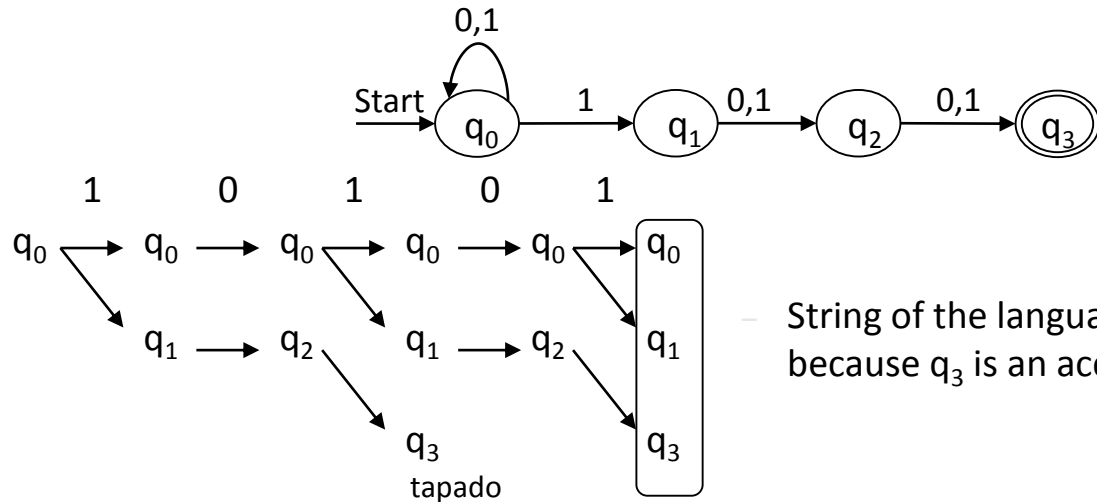 0,1
Start q₀ 1 q₁ 0,1 q₂ 0,1 q₃
1 0 1 0 1
q₀ q₀ q₀ q₀ q₀ q₀
q₁ q₂ q₁ q₂ q₁
q₃ q₃
tapado
– String of the langua
because q₃ is an acc